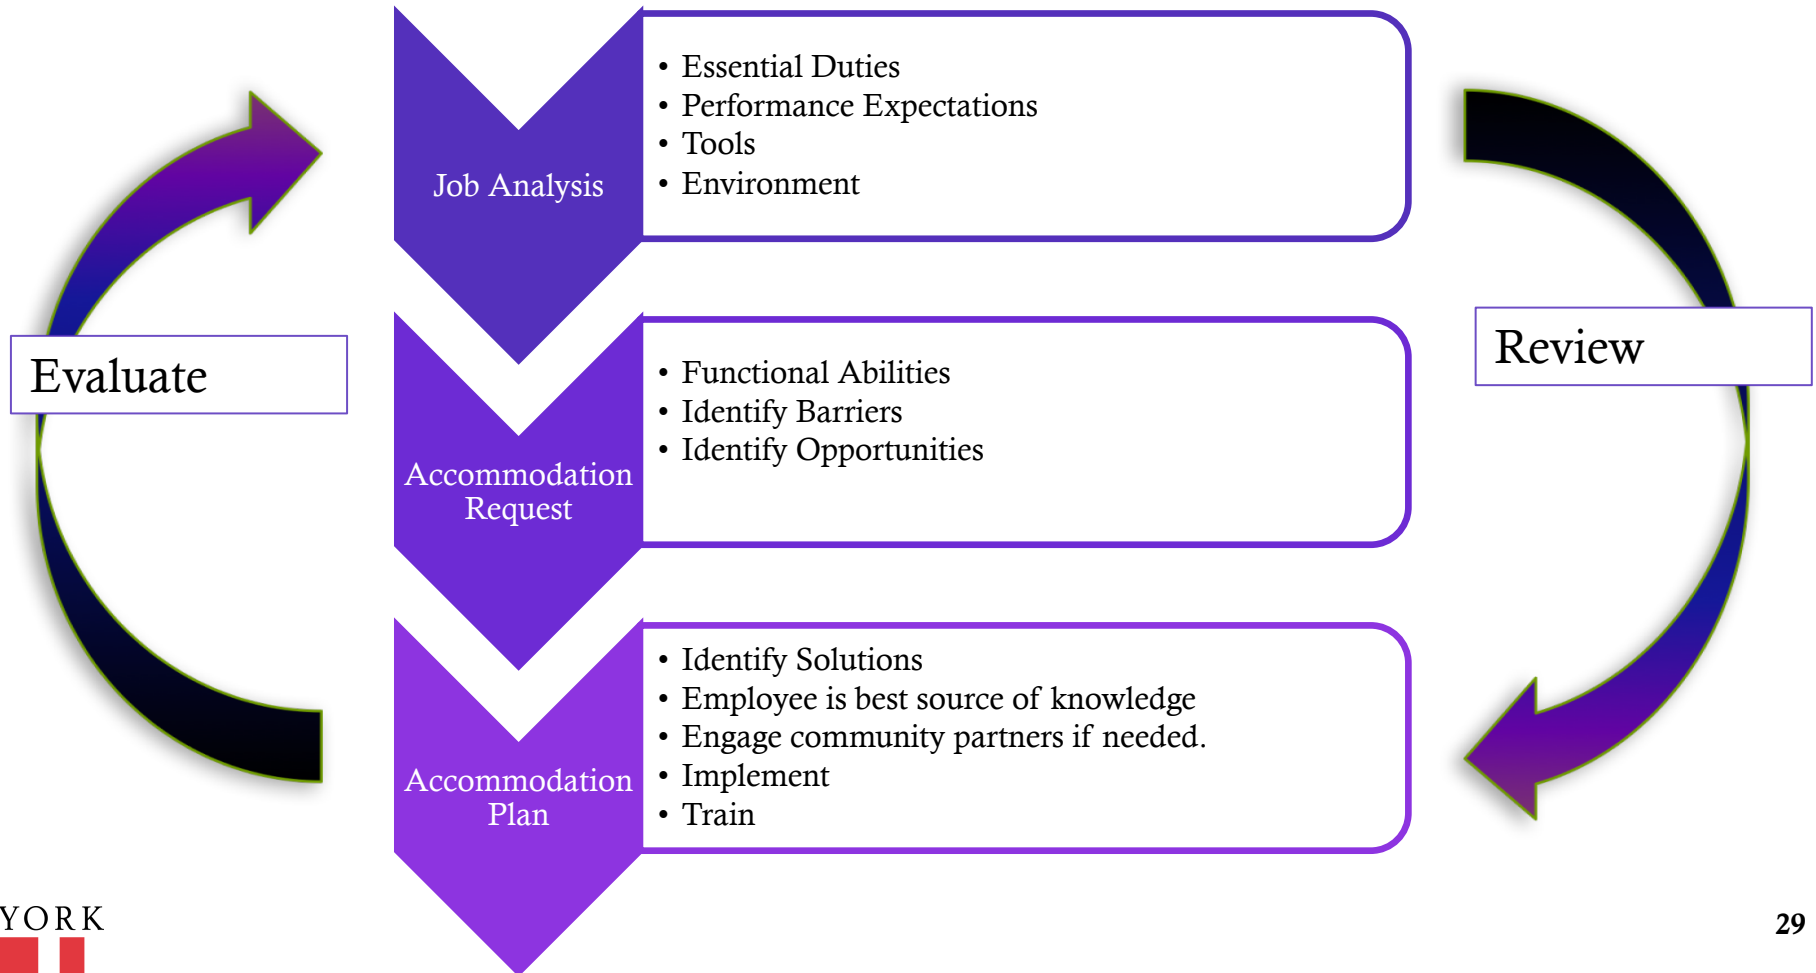 Job Analysis
• Essential Duties
• Performance Expectations
• Tools
• Environment
Evaluate
Review
Accommodation
Request
• Functional Abilities
• Identify Barriers
• Identify Opportunities
Accommodation
Plan
• Identify Solutions
• Employee is best source of knowledge
• Engage community partners if needed.
• Implement
• Train
YORK
29